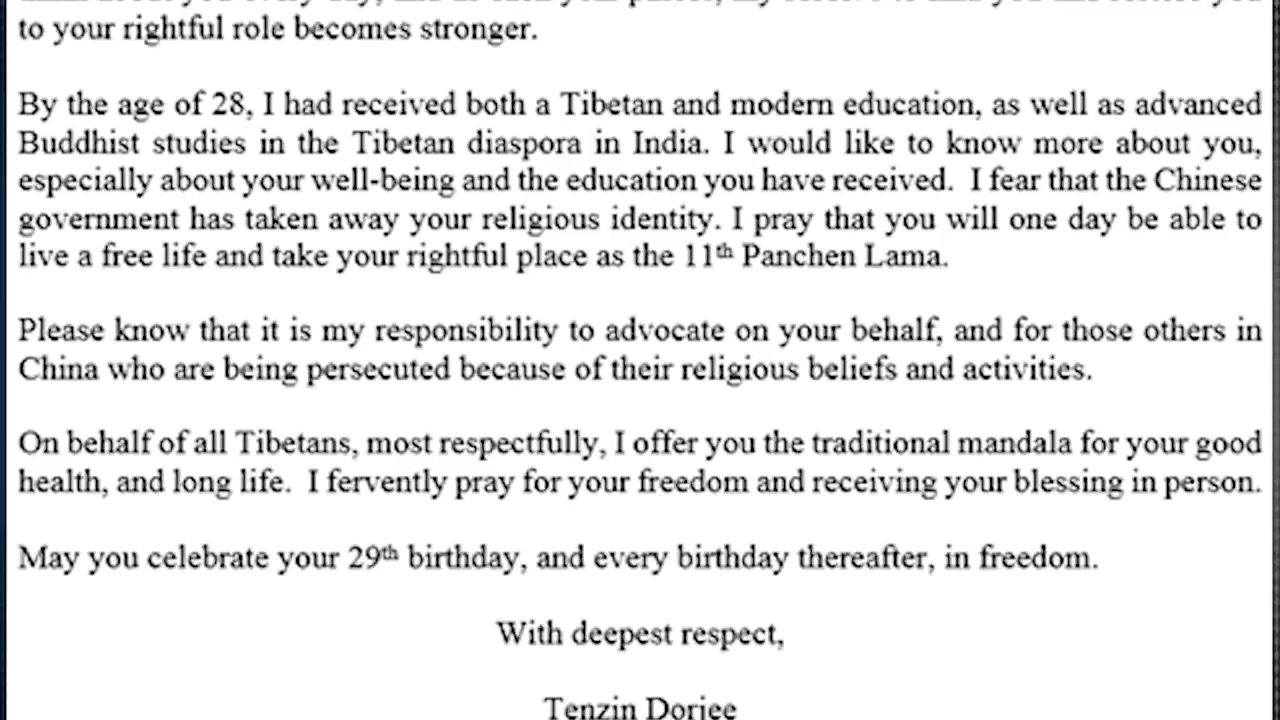 to your rightful role becomes stronger.
By the age of 28, I had received both a Tibetan and modern education, as well as advanced
Buddhist studies in the Tibetan diaspora in India. I would like to know more about you,
especially about your well-being and the education you have received. I fear that the Chinese
government has taken away your religious identity. I pray that you will one day be able to
live a free life and take your rightful place as the 11th Panchen Lama.
Please know that it is my responsibility to advocate on your behalf, and for those others in
China who are being persecuted because of their religious beliefs and activities.
On behalf of all Tibetans, most respectfully, I offer you the traditional mandala for your good
health, and long life. I fervently pray for your freedom and receiving your blessing in person.
May you celebrate your 29th birthday, and every birthday thereafter, in freedom.
With deepest respect,
Tenzin Dorjee